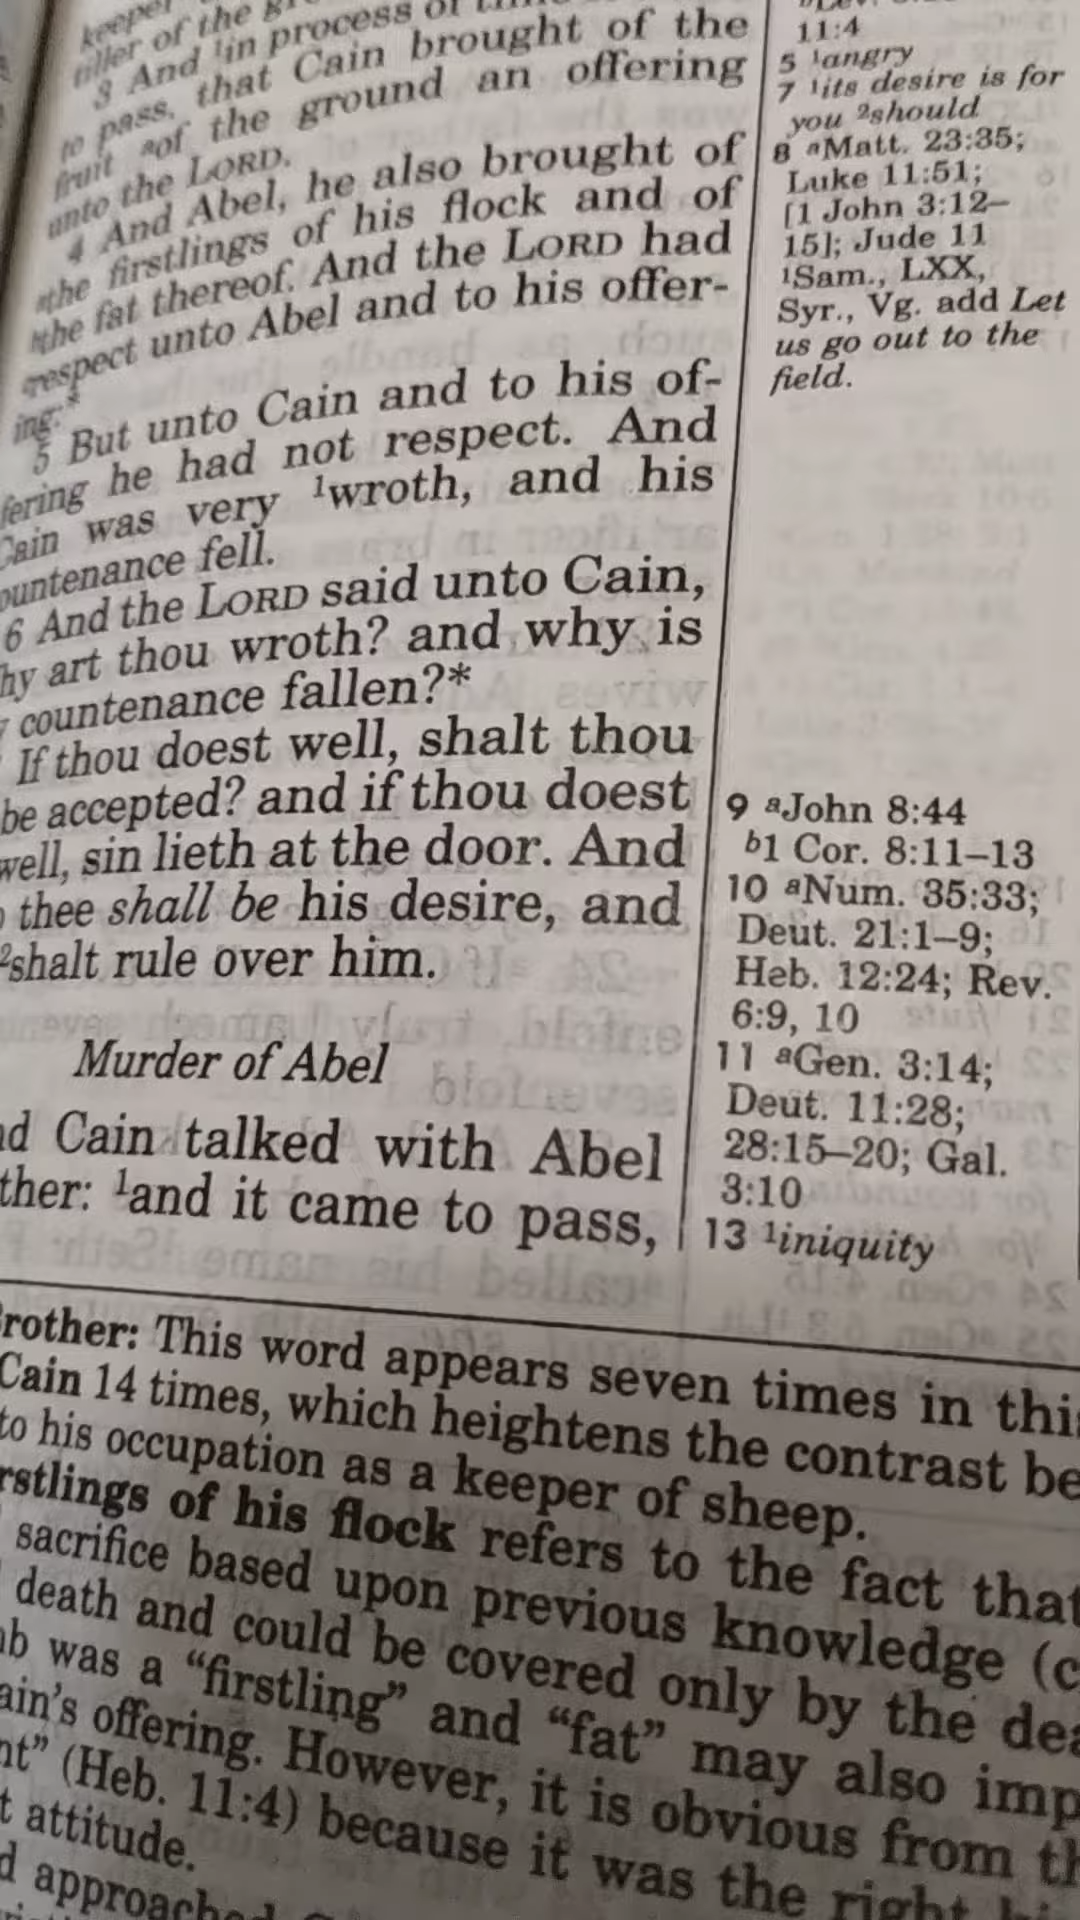 keeper
tiller of the
3 And ¹in process of
to pass, that Cain brought of the
fruit ᵃof the ground an offering
unto the LORD.
4 And Abel, he also brought of
the firstlings of his flock and of
the fat thereof. And the LORD had
respect unto Abel and to his offer-
ing.*
5 But unto Cain and to his of-
fering he had not respect. And
Cain was very ¹wroth, and his
ountenance fell.
6 And the LORD said unto Cain,
hy art thou wroth? and why is
countenance fallen?*
If thou doest well, shalt thou
be accepted? and if thou doest
well, sin lieth at the door. And
thee shall be his desire, and
²shalt rule over him.
Murder of Abel
nd Cain talked with Abel
ther: ¹and it came to pass,
11:4
5 ¹angry
7 ¹its desire is for
you ²should
8 ᵃMatt. 23:35;
Luke 11:51;
[1 John 3:12–
15]; Jude 11
¹Sam., LXX,
Syr., Vg. add Let
us go out to the
field.
9 ᵃJohn 8:44
ᵇ1 Cor. 8:11–13
10 ᵃNum. 35:33;
Deut. 21:1–9;
Heb. 12:24; Rev.
6:9, 10
11 ᵃGen. 3:14;
Deut. 11:28;
28:15–20; Gal.
3:10
13 ¹iniquity
Brother: This word appears seven times in this
Cain 14 times, which heightens the contrast be
to his occupation as a keeper of sheep.
rstlings of his flock refers to the fact that
sacrifice based upon previous knowledge (c
death and could be covered only by the dea
b was a “firstling” and “fat” may also imp
ain’s offering. However, it is obvious from th
nt” (Heb. 11:4) because it was the right
t attitude.
d approached